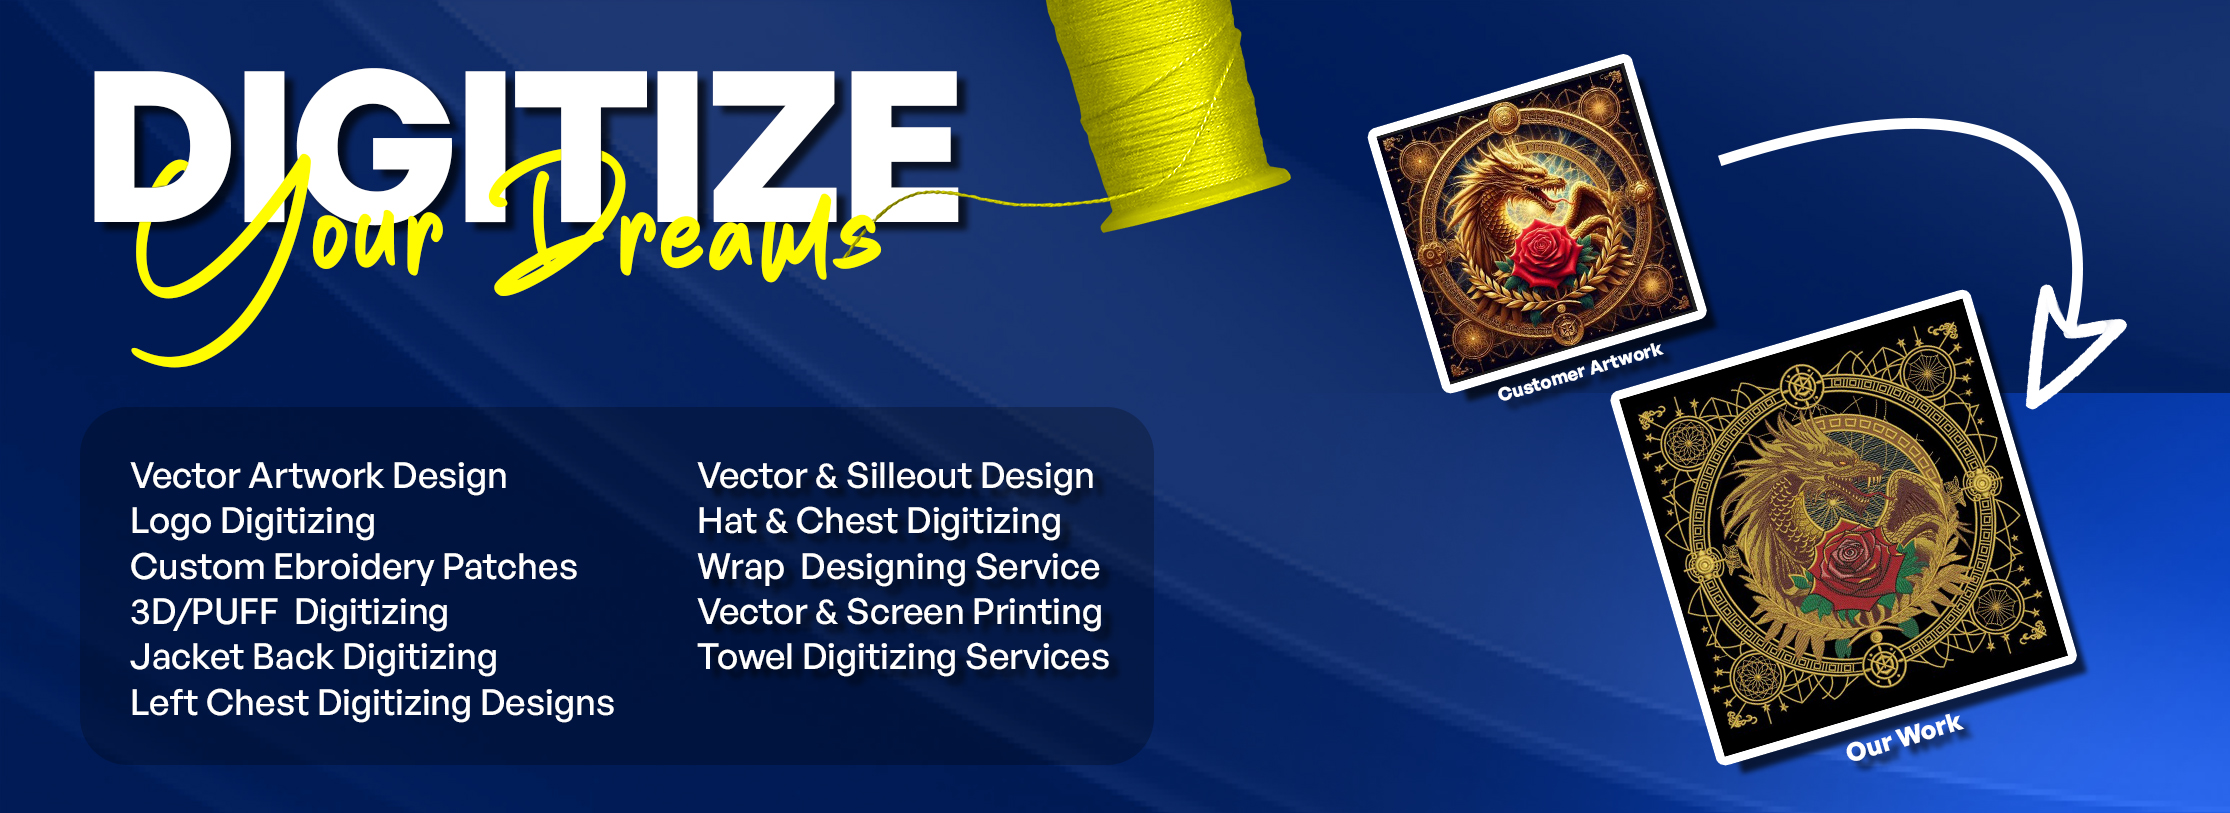 DIGITIZE
Your Dreams
Vector Artwork Design
Logo Digitizing
Custom Ebroidery Patches
3D/PUFF Digitizing
Jacket Back Digitizing
Left Chest Digitizing Designs
Vector & Silleout Design
Hat & Chest Digitizing
Wrap Designing Service
Vector & Screen Printing
Towel Digitizing Services
Customer Artwork
Our Work